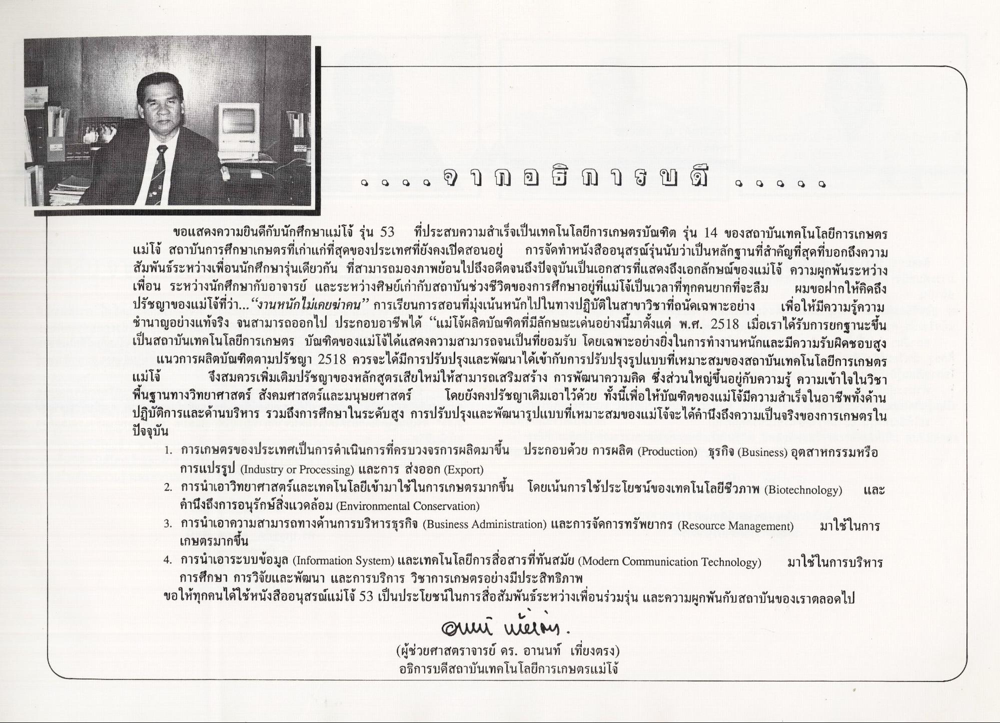 ....จากอธิการบดี.....
ขอแสดงความยินดีกับนักศึกษาแม่โจ้ รุ่น 53 ที่ประสบความสำเร็จเป็นเทคโนโลยีการเกษตรบัณฑิต รุ่น 14 ของสถาบันเทคโนโลยีการเกษตร
แม่โจ้ สถาบันการศึกษาเกษตรที่เก่าแก่ที่สุดของประเทศที่ยังคงเปิดสอนอยู่ การจัดทำหนังสืออนุสรณ์รุ่นนับว่าเป็นหลักฐานที่สำคัญที่สุดที่บอกถึงความ
สัมพันธ์ระหว่างเพื่อนนักศึกษารุ่นเดียวกัน ที่สามารถมองภาพย้อนไปถึงอดีตจนถึงปัจจุบันเป็นเอกสารที่แสดงถึงเอกลักษณ์ของแม่โจ้ ความผูกพันระหว่าง
เพื่อน ระหว่างนักศึกษากับอาจารย์ และระหว่างศิษย์เก่ากับสถาบันช่วงชีวิตของการศึกษาอยู่ที่แม่โจ้เป็นเวลาที่ทุกคนยากที่จะลืม ผมขอฝากให้คิดถึง
ปรัชญาของแม่โจ้ที่ว่า...“งานหนักไม่เคยฆ่าคน” การเรียนการสอนที่มุ่งเน้นหนักไปในทางปฏิบัติในสาขาวิชาที่ถนัดเฉพาะอย่าง เพื่อให้มีความรู้ความ
ชำนาญอย่างแท้จริง จนสามารถออกไป ประกอบอาชีพได้ “แม่โจ้ผลิตบัณฑิตที่มีลักษณะเด่นอย่างนี้มาตั้งแต่ พ.ศ. 2518 เมื่อเราได้รับการยกฐานะขึ้น
เป็นสถาบันเทคโนโลยีการเกษตร บัณฑิตของแม่โจ้ได้แสดงความสามารถจนเป็นที่ยอมรับ โดยเฉพาะอย่างยิ่งในการทำงานหนักและมีความรับผิดชอบสูง
แนวการผลิตบัณฑิตตามปรัชญา 2518 ควรจะได้มีการปรับปรุงและพัฒนาได้เข้ากับการปรับปรุงรูปแบบที่เหมาะสมของสถาบันเทคโนโลยีการเกษตร
แม่โจ้ จึงสมควรเพิ่มเติมปรัชญาของหลักสูตรเสียใหม่ให้สามารถเสริมสร้าง การพัฒนาความคิด ซึ่งส่วนใหญ่ขึ้นอยู่กับความรู้ ความเข้าใจในวิชา
พื้นฐานทางวิทยาศาสตร์ สังคมศาสตร์และมนุษยศาสตร์ โดยยังคงปรัชญาเดิมเอาไว้ด้วย ทั้งนี้เพื่อให้บัณฑิตของแม่โจ้มีความสำเร็จในอาชีพทั้งด้าน
ปฏิบัติการและด้านบริหาร รวมถึงการศึกษาในระดับสูง การปรับปรุงและพัฒนารูปแบบที่เหมาะสมของแม่โจ้จะได้คำนึงถึงความเป็นจริงของการเกษตรใน
ปัจจุบัน
1. การเกษตรของประเทศเป็นการดำเนินการที่ครบวงจรการผลิตมาขึ้น ประกอบด้วย การผลิต (Production) ธุรกิจ (Business) อุตสาหกรรมหรือ
การแปรรูป (Industry or Processing) และการ ส่งออก (Export)
2. การนำเอาวิทยาศาสตร์และเทคโนโลยีเข้ามาใช้ในการเกษตรมากขึ้น โดยเน้นการใช้ประโยชน์ของเทคโนโลยีชีวภาพ (Biotechnology) และ
คำนึงถึงการอนุรักษ์สิ่งแวดล้อม (Environmental Conservation)
3. การนำเอาความสามารถทางด้านการบริหารธุรกิจ (Business Administration) และการจัดการทรัพยากร (Resource Management) มาใช้ในการ
เกษตรมากขึ้น
4. การนำเอาระบบข้อมูล (Information System) และเทคโนโลยีการสื่อสารที่ทันสมัย (Modern Communication Technology) มาใช้ในการบริหาร
การศึกษา การวิจัยและพัฒนา และการบริการ วิชาการเกษตรอย่างมีประสิทธิภาพ
ขอให้ทุกคนได้ใช้หนังสืออนุสรณ์แม่โจ้ 53 เป็นประโยชน์ในการสื่อสัมพันธ์ระหว่างเพื่อนร่วมรุ่น และความผูกพันกับสถาบันของเราตลอดไป
(ผู้ช่วยศาสตราจารย์ ดร. อานนท์ เที่ยงตรง)
อธิการบดีสถาบันเทคโนโลยีการเกษตรแม่โจ้